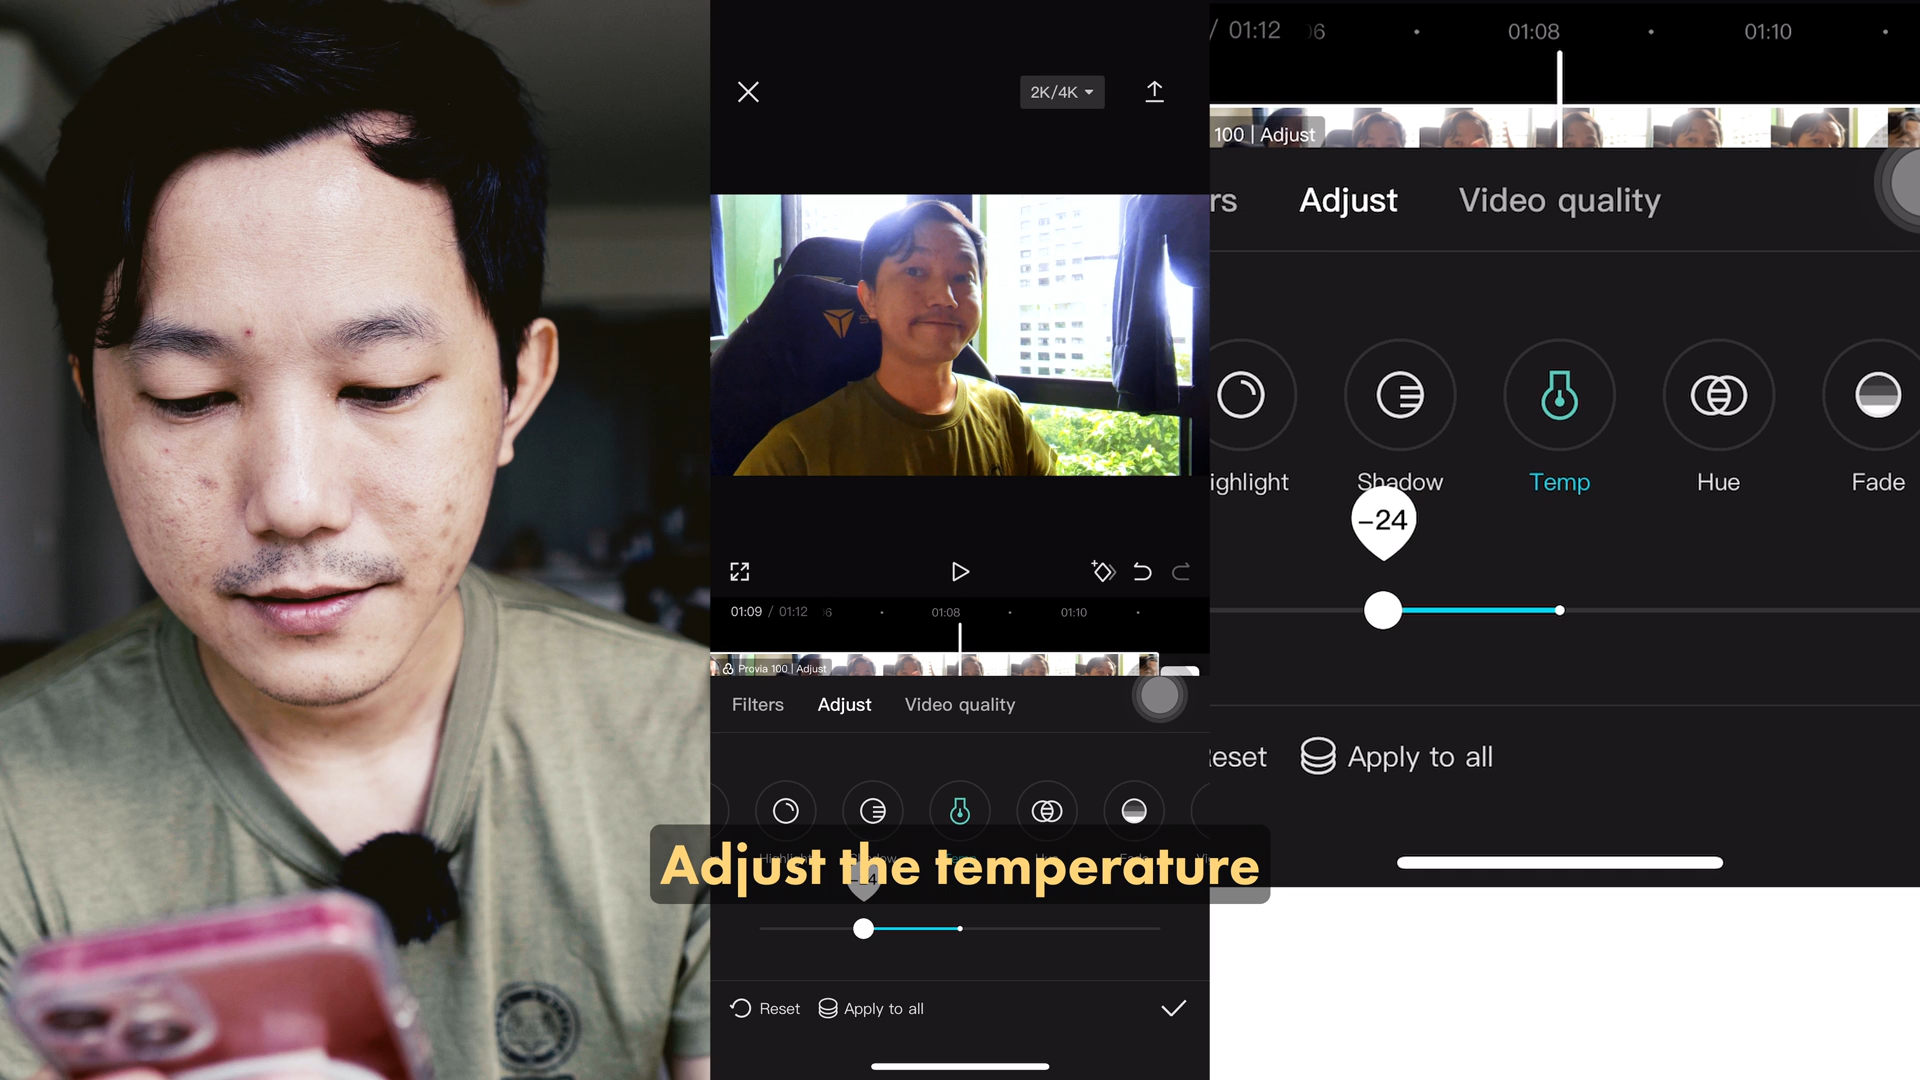 2K/4K
01:09 / 01:12
01:08
01:10
Provia 100 | Adjust
Filters
Adjust
Video quality
Adjust the temperature
Reset
Apply to all
/ 01:12
01:08
01:10
100 | Adjust
rs
Adjust
Video quality
ighlight
Shadow
Temp
Hue
Fade
-24
eset
Apply to all